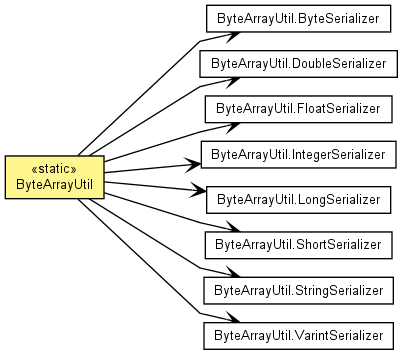 ByteArrayUtil.ByteSerializer
ByteArrayUtil.DoubleSerializer
ByteArrayUtil.FloatSerializer
ByteArrayUtil.IntegerSerializer
«static»
ByteArrayUtil
ByteArrayUtil.LongSerializer
ByteArrayUtil.ShortSerializer
ByteArrayUtil.StringSerializer
ByteArrayUtil.VarintSerializer